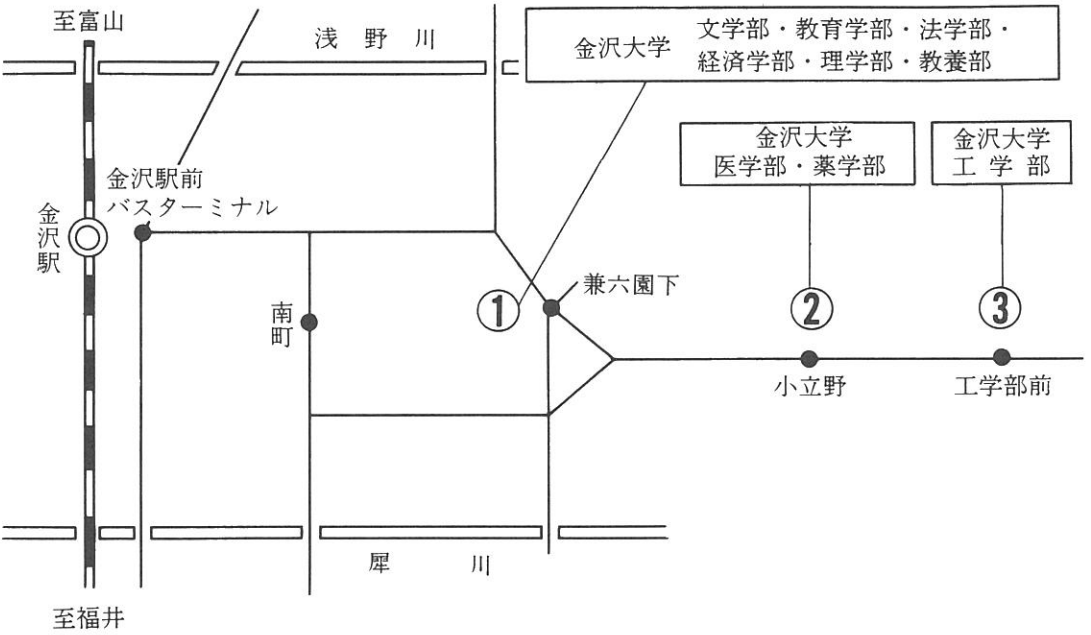 至富山
浅野川
金沢大学
文学部・教育学部・法学部・
経済学部・理学部・教養部
金沢大学
医学部・薬学部
金沢大学
工学部
金沢駅前
バスターミナル
金沢駅
兼六園下
南町
①
②
③
小立野
工学部前
犀川
至福井